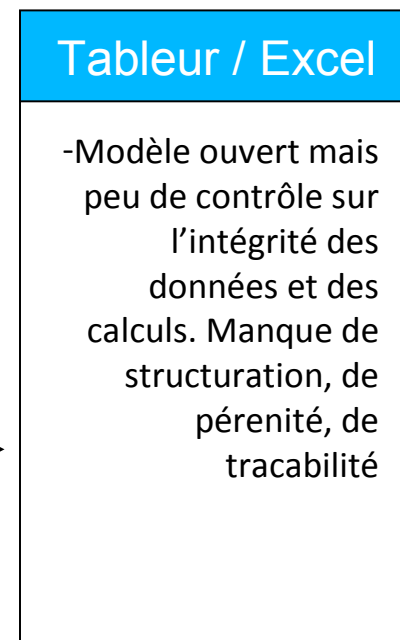 Tableur / Excel
-Modèle ouvert mais
peu de contrôle sur
l’intégrité des
données et des
calculs. Manque de
structuration, de
pérenité, de
tracabilité